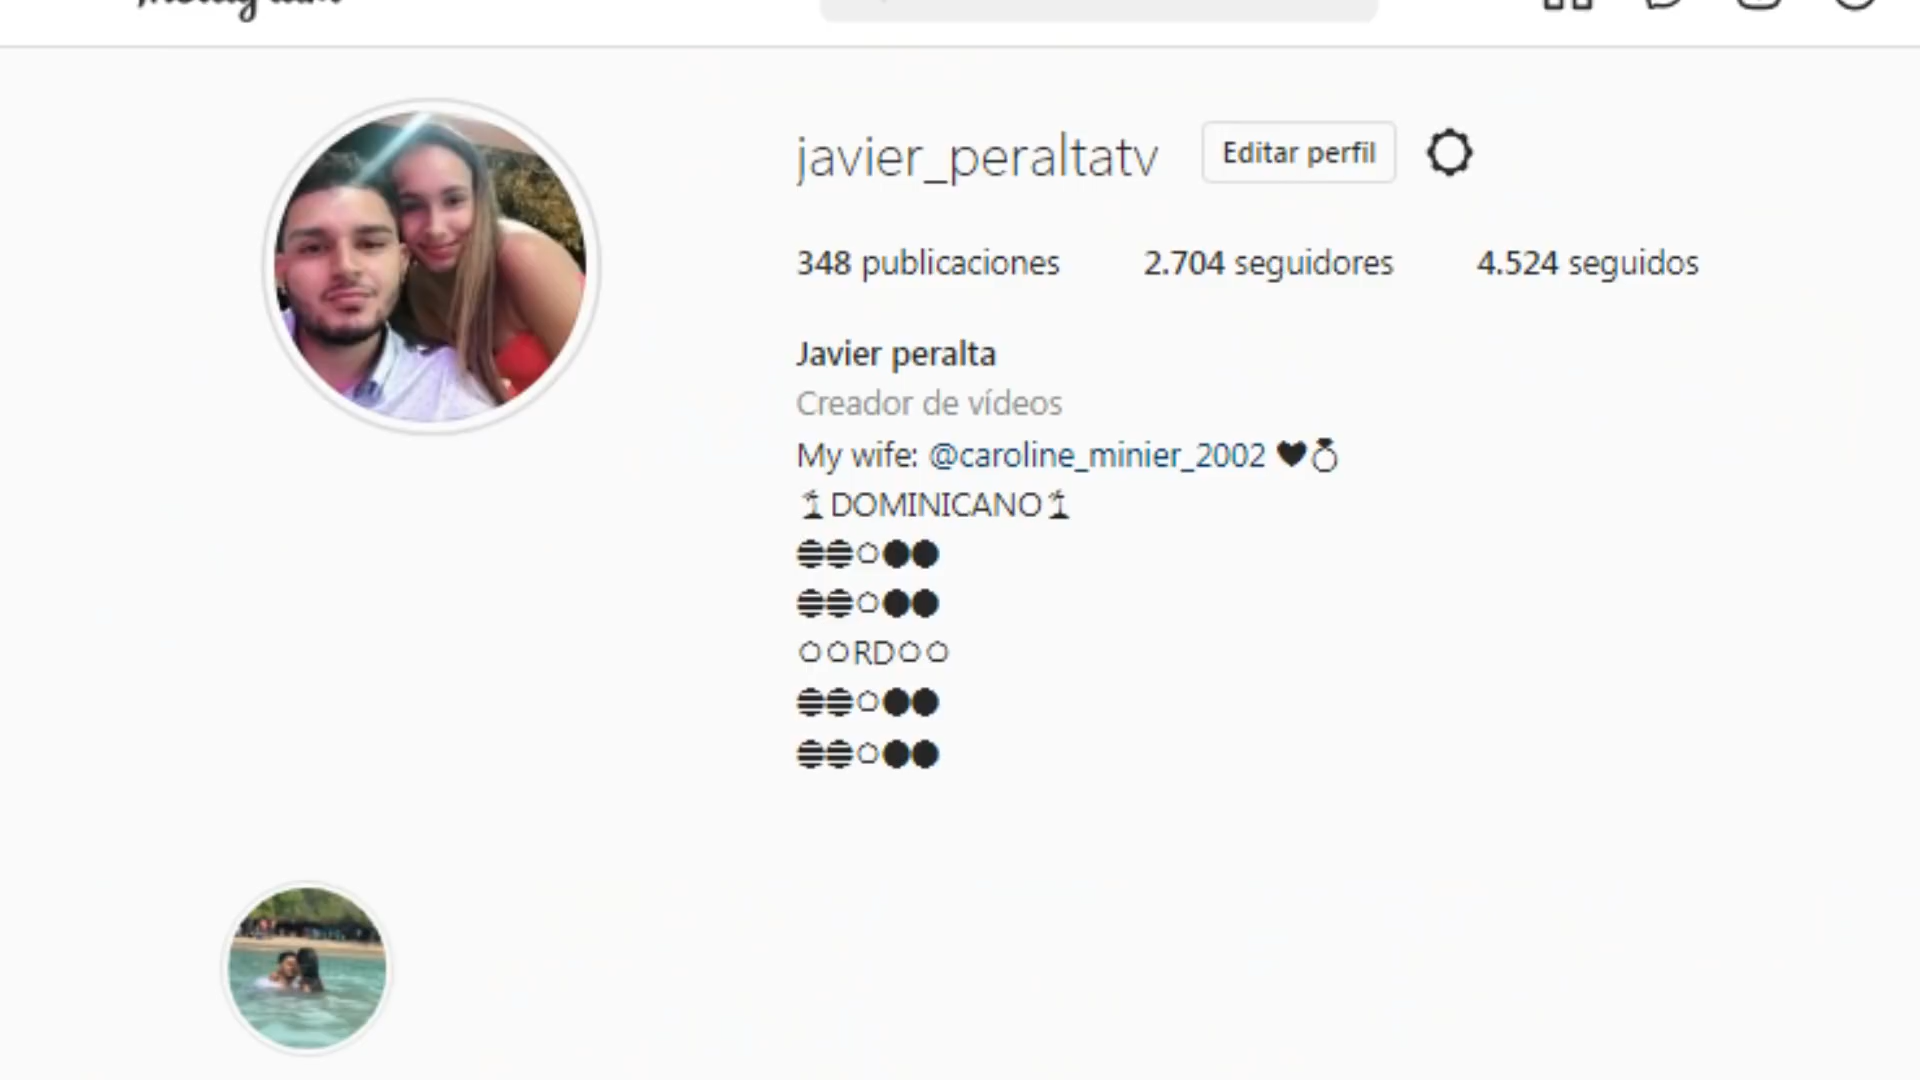 Instagram
javier_peraltatv Editar perfil
348 publicaciones 2.704 seguidores 4.524 seguidos
Javier peralta
Creador de vídeos
My wife: @caroline_minier_2002 🖤💍
🏝DOMINICANO🏝
🔵🔵⚪🔴🔴
🔵🔵⚪🔴🔴
⚪⚪RD⚪⚪
🔵🔵⚪🔴🔴
🔵🔵⚪🔴🔴